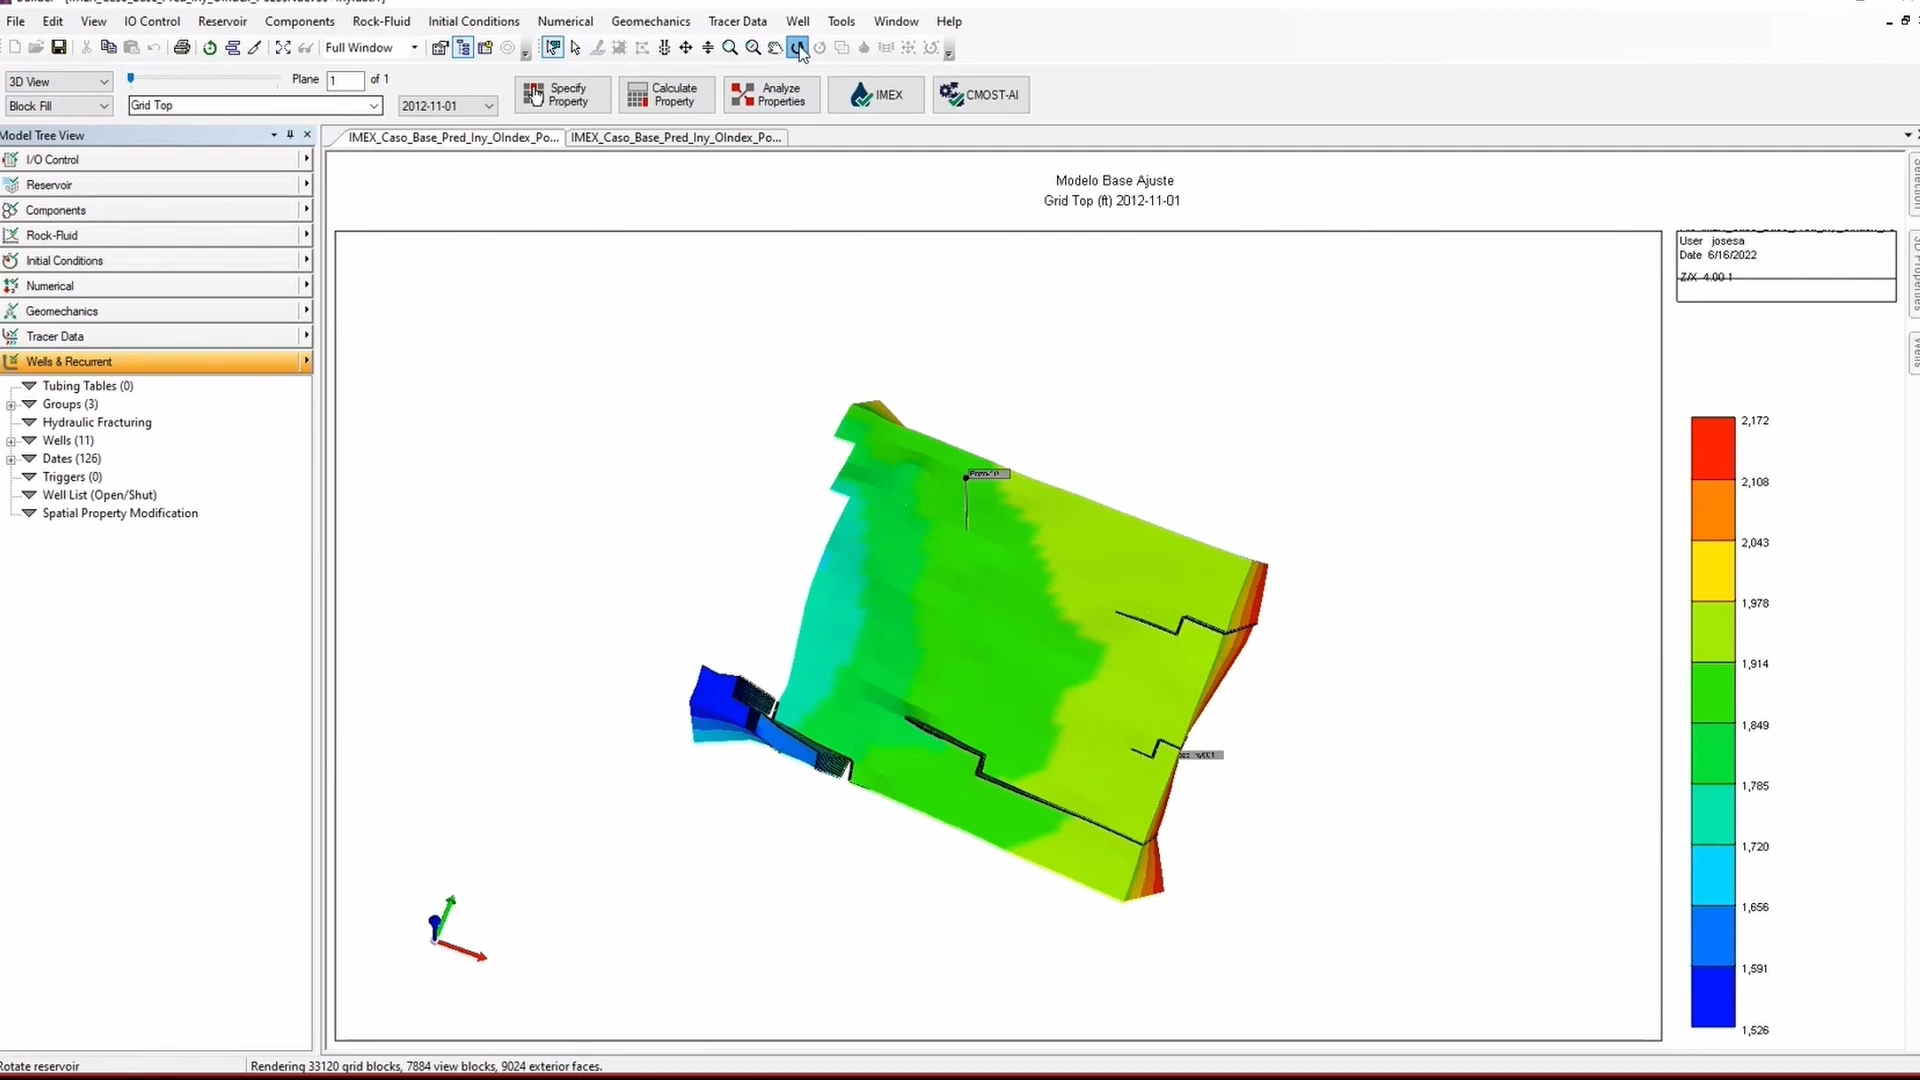 File Edit View IO Control Reservoir Components Rock-Fluid Initial Conditions Numerical Geomechanics Tracer Data Well Tools Window Help
Full Window
3D View Plane 1 of 1
Block Fill Grid Top 2012-11-01
Specify Property
Calculate Property
Analyze Properties
IMEX
CMOST-AI
Model Tree View
IMEX_Caso_Base_Pred_Iny_OIndex_Po... IMEX_Caso_Base_Pred_Iny_OIndex_Po...
I/O Control
Reservoir
Components
Rock-Fluid
Initial Conditions
Numerical
Geomechanics
Tracer Data
Wells & Recurrent
Tubing Tables (0)
Groups (3)
Hydraulic Fracturing
Wells (11)
Dates (126)
Triggers (0)
Well List (Open/Shut)
Spatial Property Modification
Modelo Base Ajuste
Grid Top (ft) 2012-11-01
User josesa
Date 6/16/2022
Z/X 4.00:1
2,172
2,108
2,043
1,978
1,914
1,849
1,785
1,720
1,656
1,591
1,526
3D Properties
Wells
Rotate reservoir
Rendering 33120 grid blocks, 7884 view blocks, 9024 exterior faces.